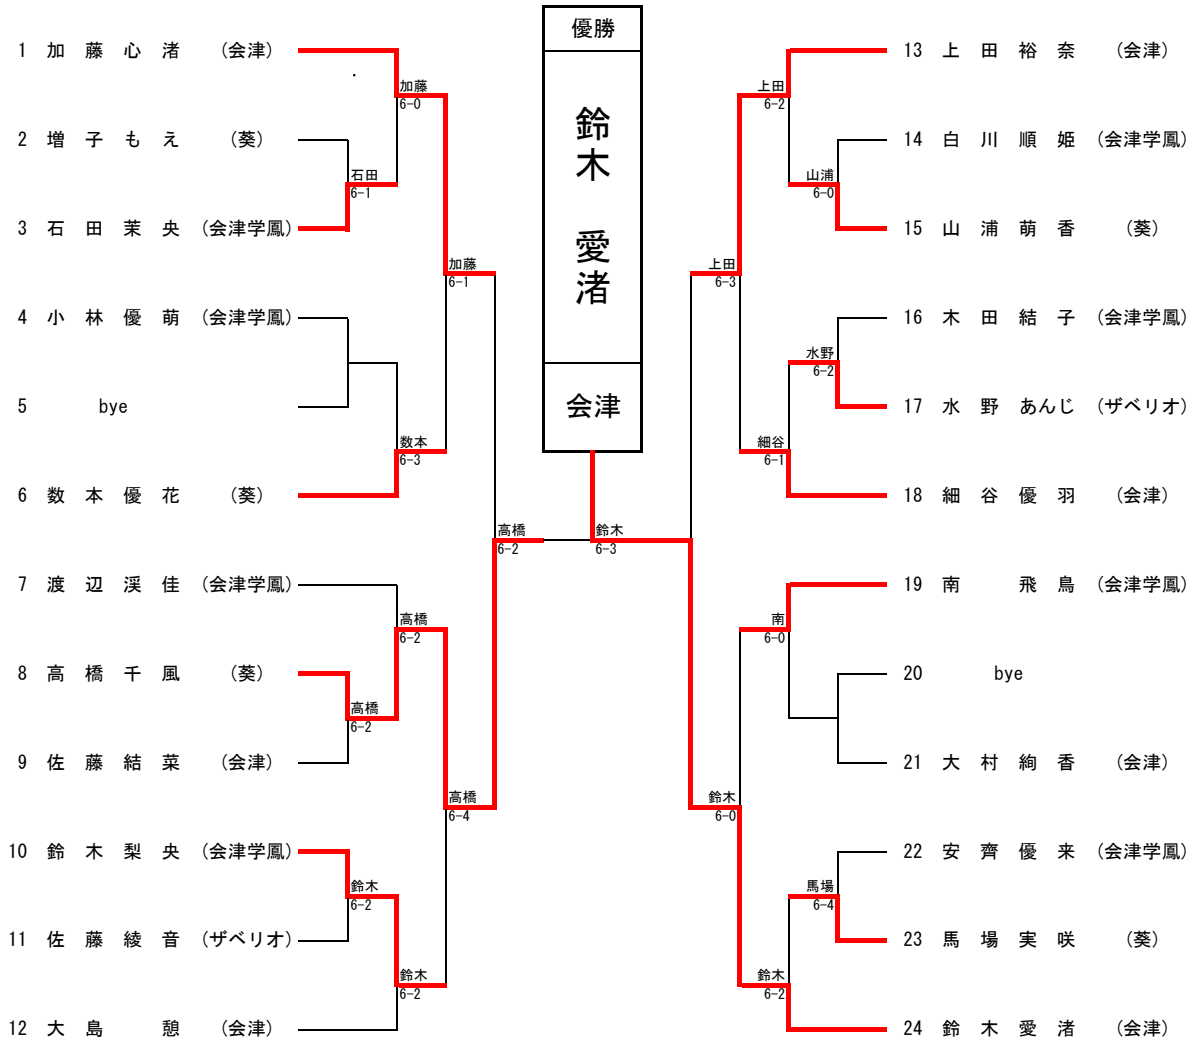 優勝
鈴木 愛渚
会津
1 加藤心渚 (会津)
2 増子もえ (葵)
3 石田茉央 (会津学鳳)
4 小林優萌 (会津学鳳)
5 bye
6 数本優花 (葵)
7 渡辺渓佳 (会津学鳳)
8 高橋千風 (葵)
9 佐藤結菜 (会津)
10 鈴木梨央 (会津学鳳)
11 佐藤綾音 (ザベリオ)
12 大島 憩 (会津)
加藤
6-0
石田
6-1
加藤
6-1
数本
6-3
高橋
6-2
高橋
6-2
高橋
6-2
高橋
6-4
鈴木
6-2
鈴木
6-2
鈴木
6-3
上田
6-2
山浦
6-0
上田
6-3
水野
6-2
細谷
6-1
南
6-0
鈴木
6-0
馬場
6-4
鈴木
6-2
13 上田裕奈 (会津)
14 白川順姫 (会津学鳳)
15 山浦萌香 (葵)
16 木田結子 (会津学鳳)
17 水野あんじ (ザベリオ)
18 細谷優羽 (会津)
19 南 飛鳥 (会津学鳳)
20 bye
21 大村絢香 (会津)
22 安齊優来 (会津学鳳)
23 馬場実咲 (葵)
24 鈴木愛渚 (会津)